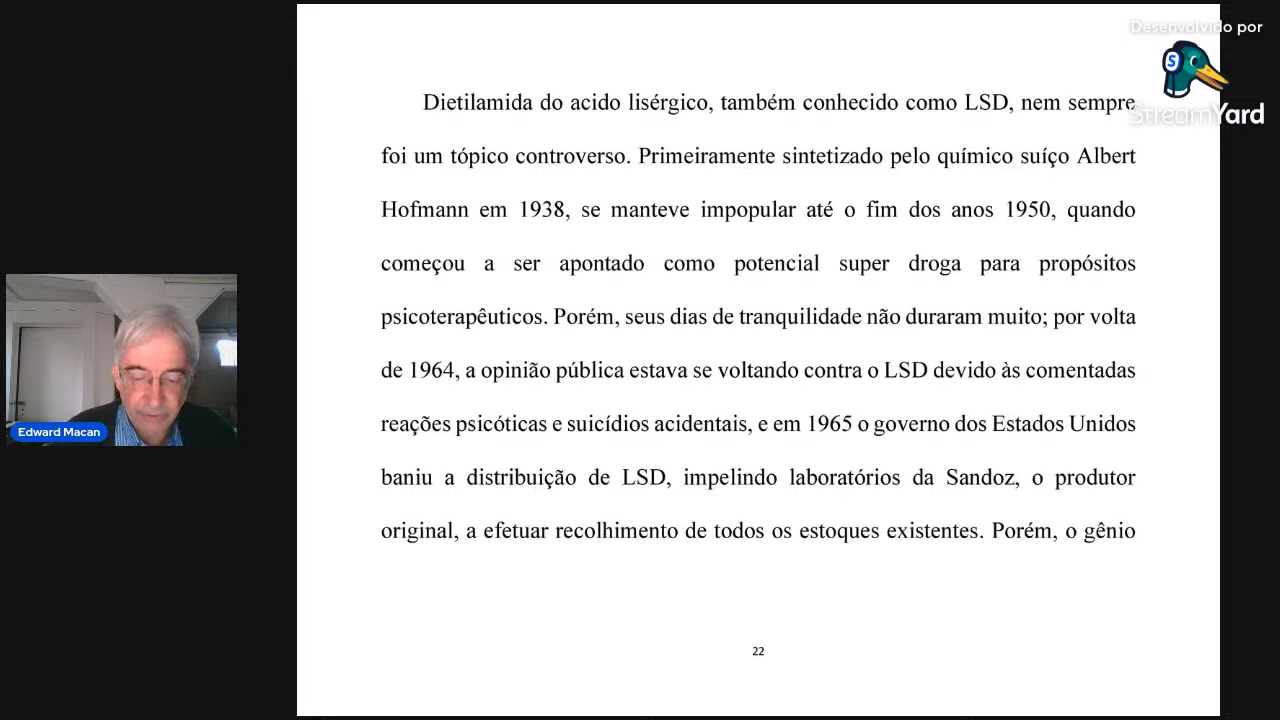 Desenvolvido por
S
StreamYard
Dietilamida do acido lisérgico, também conhecido como LSD, nem sempre
foi um tópico controverso. Primeiramente sintetizado pelo químico suíço Albert
Hofmann em 1938, se manteve impopular até o fim dos anos 1950, quando
começou a ser apontado como potencial super droga para propósitos
psicoterapêuticos. Porém, seus dias de tranquilidade não duraram muito; por volta
de 1964, a opinião pública estava se voltando contra o LSD devido às comentadas
reações psicóticas e suicídios acidentais, e em 1965 o governo dos Estados Unidos
baniu a distribuição de LSD, impelindo laboratórios da Sandoz, o produtor
original, a efetuar recolhimento de todos os estoques existentes. Porém, o gênio
22
Edward Macan